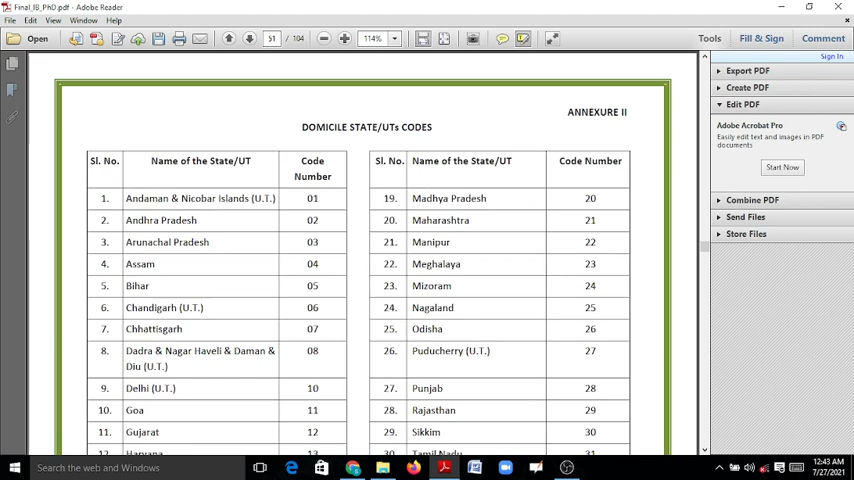 Final_IB_PhD.pdf - Adobe Reader
File Edit View Window Help
Open 51 / 104 114% Tools Fill & Sign Comment
Sign In
Export PDF
Create PDF
Edit PDF
Adobe Acrobat Pro
Easily edit text and images in PDF
documents
Start Now
Combine PDF
Send Files
Store Files
ANNEXURE II
DOMICILE STATE/UTs CODES
Sl. No. Name of the State/UT Code Number Sl. No. Name of the State/UT Code Number
1. Andaman & Nicobar Islands (U.T.) 01 19. Madhya Pradesh 20
2. Andhra Pradesh 02 20. Maharashtra 21
3. Arunachal Pradesh 03 21. Manipur 22
4. Assam 04 22. Meghalaya 23
5. Bihar 05 23. Mizoram 24
6. Chandigarh (U.T.) 06 24. Nagaland 25
7. Chhattisgarh 07 25. Odisha 26
8. Dadra & Nagar Haveli & Daman & Diu (U.T.) 08 26. Puducherry (U.T.) 27
9. Delhi (U.T.) 10 27. Punjab 28
10. Goa 11 28. Rajasthan 29
11. Gujarat 12 29. Sikkim 30
12. Haryana 13 30. Tamil Nadu 31
Search the web and Windows
12:43 AM
7/27/2021